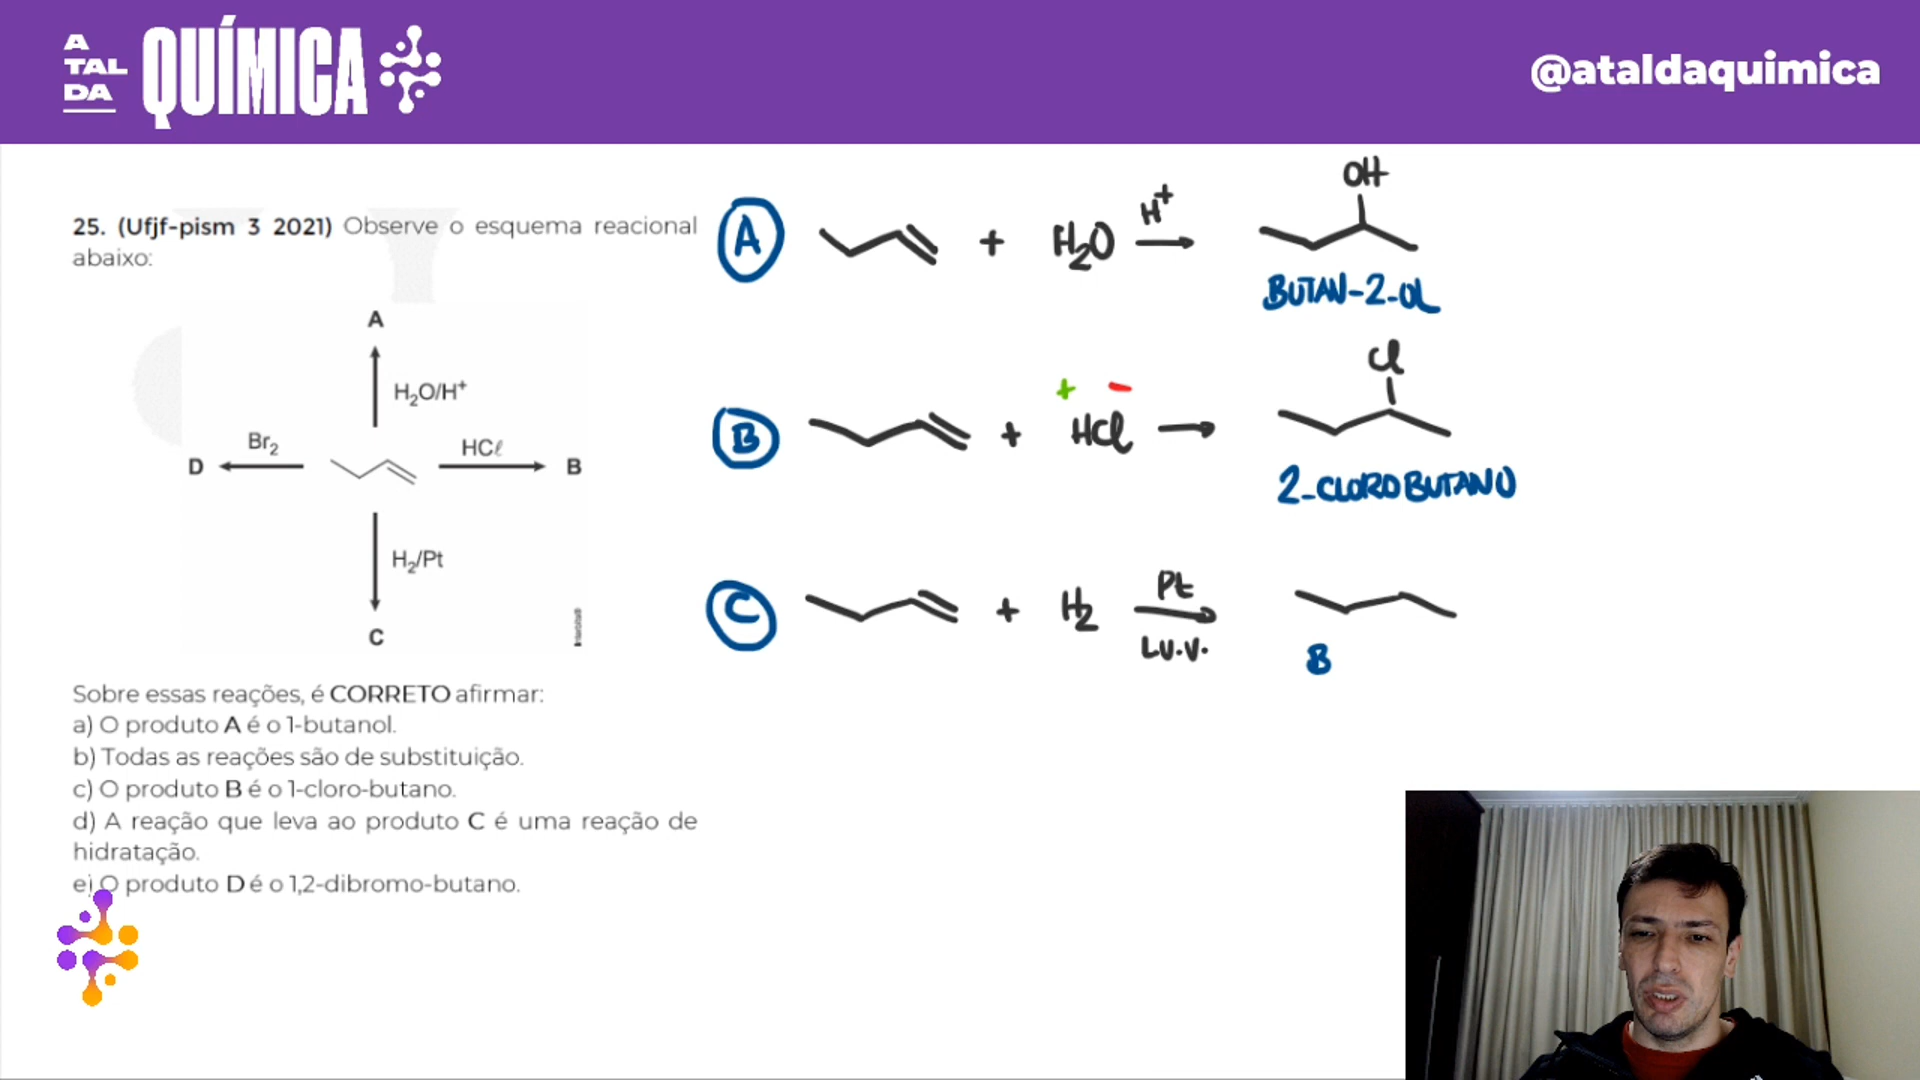 A
TAL
DA
QUÍMICA
@ataldaquimica
25. (Ufjf-pism 3 2021) Observe o esquema reacional
abaixo:
A
H₂O/H⁺
Br₂
HCℓ
D
B
H₂/Pt
C
Sobre essas reações, é CORRETO afirmar:
a) O produto A é o 1-butanol.
b) Todas as reações são de substituição.
c) O produto B é o 1-cloro-butano.
d) A reação que leva ao produto C é uma reação de
hidratação.
e) O produto D é o 1,2-dibromo-butano.
A + H₂O H⁺ OH
BUTAN-2-OL
B + HCl Cl
+ -
2-CLOROBUTANO
C + H₂ Pt
LU.V.
B